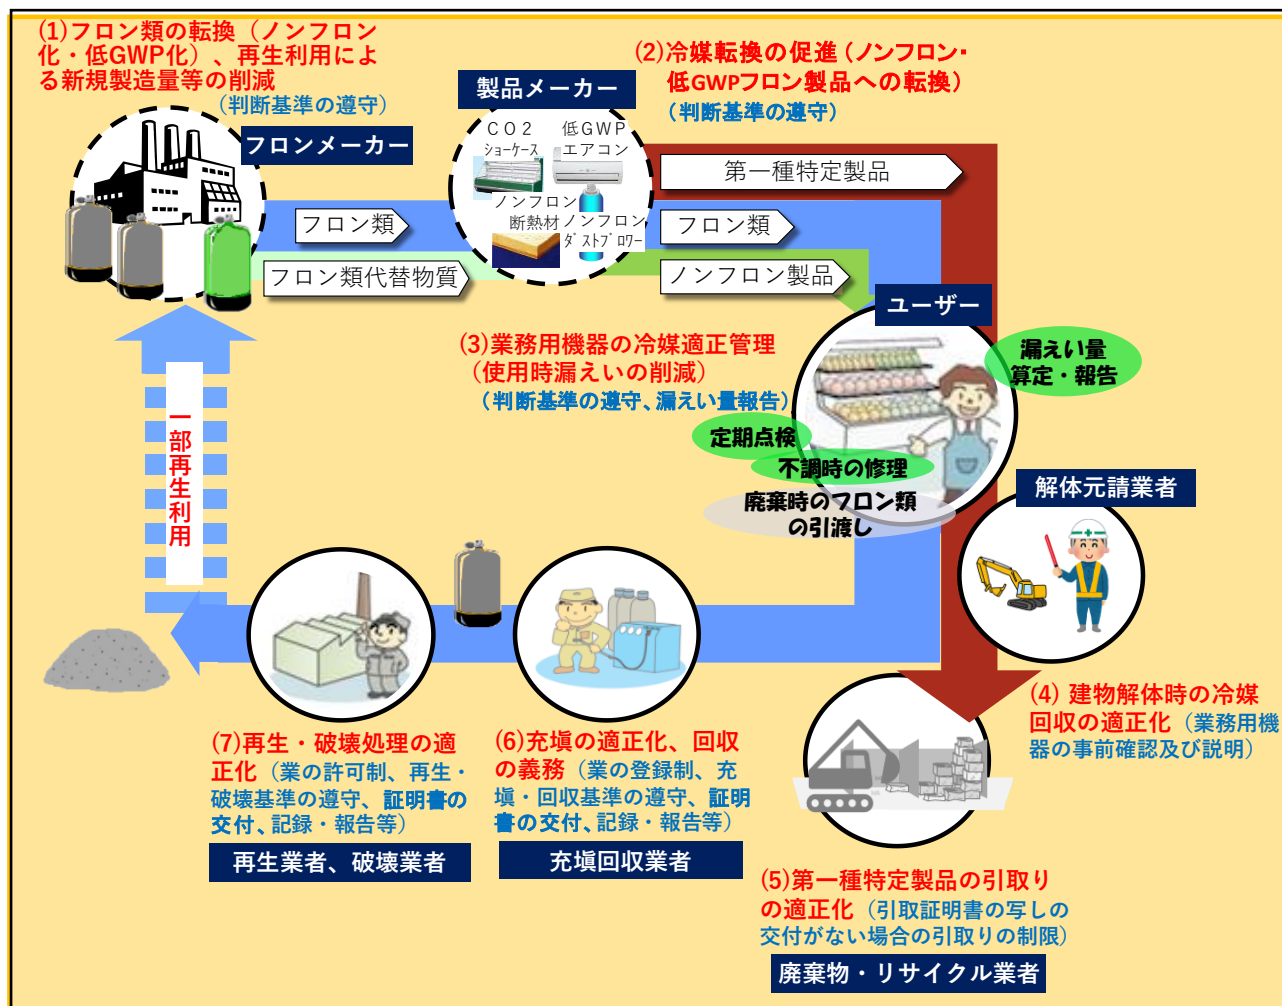 (1)フロン類の転換（ノンフロン
化・低GWP化）、再生利用によ
る新規製造量等の削減
（判断基準の遵守）
フロンメーカー
製品メーカー
(2)冷媒転換の促進（ノンフロン・
低GWPフロン製品への転換）
（判断基準の遵守）
ＣＯ２
ショーケース
低ＧＷＰ
エアコン
ノンフロン
断熱材
ノンフロン
ダストブロワー
第一種特定製品
フロン類
フロン類
フロン類代替物質
ノンフロン製品
ユーザー
(3)業務用機器の冷媒適正管理
（使用時漏えいの削減）
（判断基準の遵守、漏えい量報告）
漏えい量
算定・報告
定期点検
不調時の修理
廃棄時のフロン類
の引渡し
解体元請業者
一部再生利用
(4) 建物解体時の冷媒
回収の適正化（業務用機
器の事前確認及び説明）
(7)再生・破壊処理の適
正化（業の許可制、再生・
破壊基準の遵守、証明書の
交付、記録・報告等）
再生業者、破壊業者
(6)充塡の適正化、回収
の義務（業の登録制、充
塡・回収基準の遵守、証明
書の交付、記録・報告等）
充塡回収業者
(5)第一種特定製品の引取り
の適正化（引取証明書の写しの
交付がない場合の引取りの制限）
廃棄物・リサイクル業者